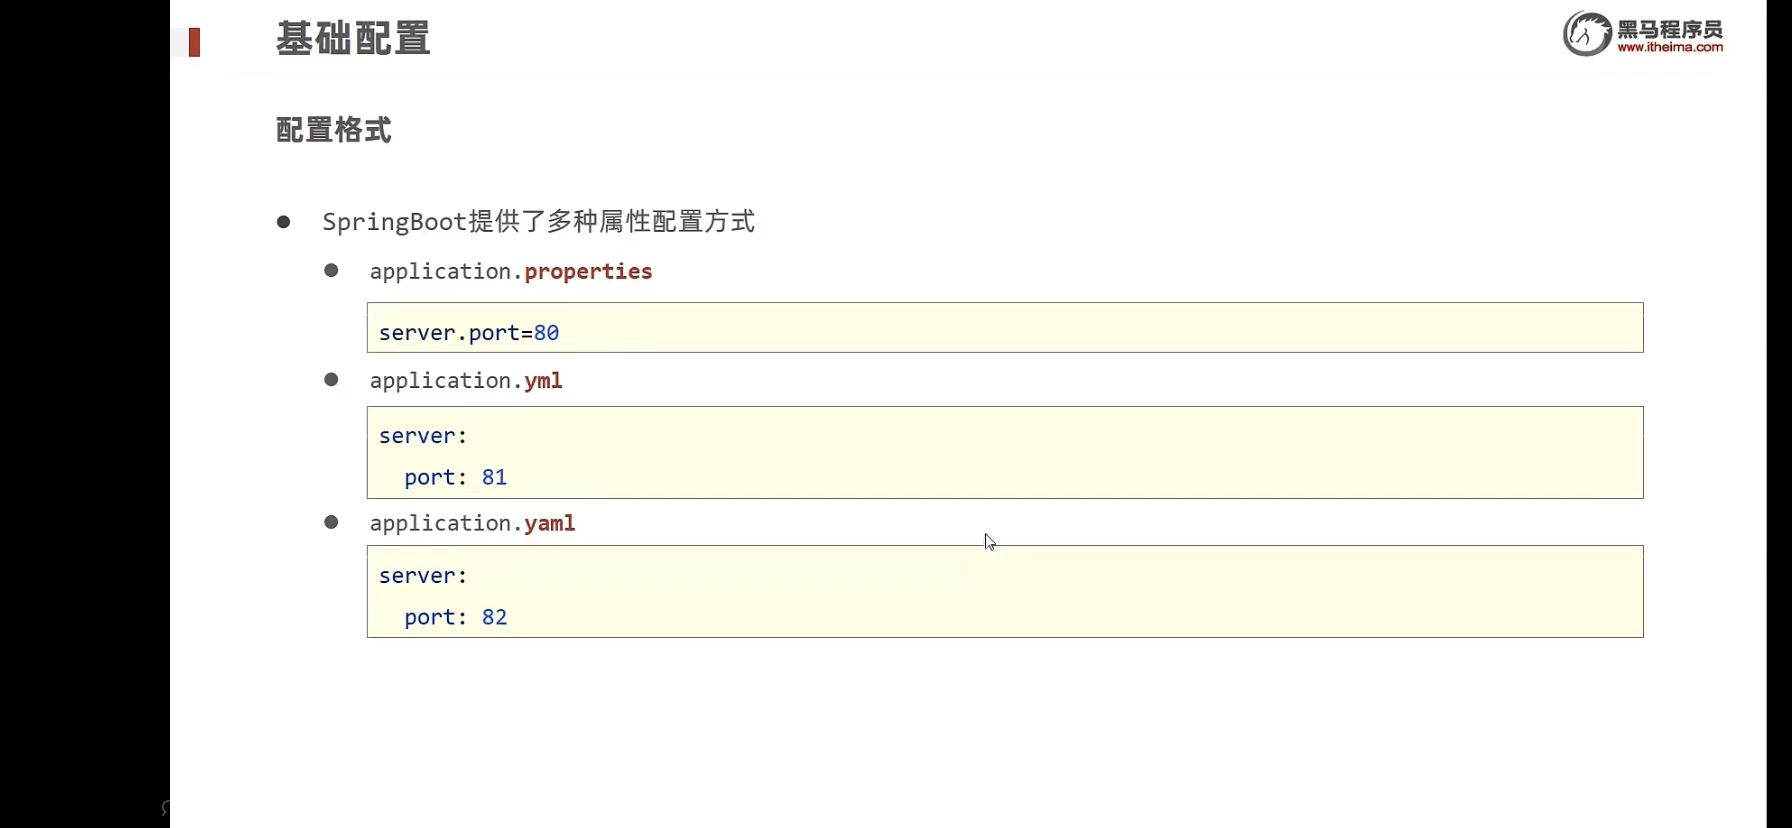 基础配置
黑马程序员
www.itheima.com
配置格式
SpringBoot提供了多种属性配置方式
application.properties
server.port=80
application.yml
server:
  port: 81
application.yaml
server:
  port: 82